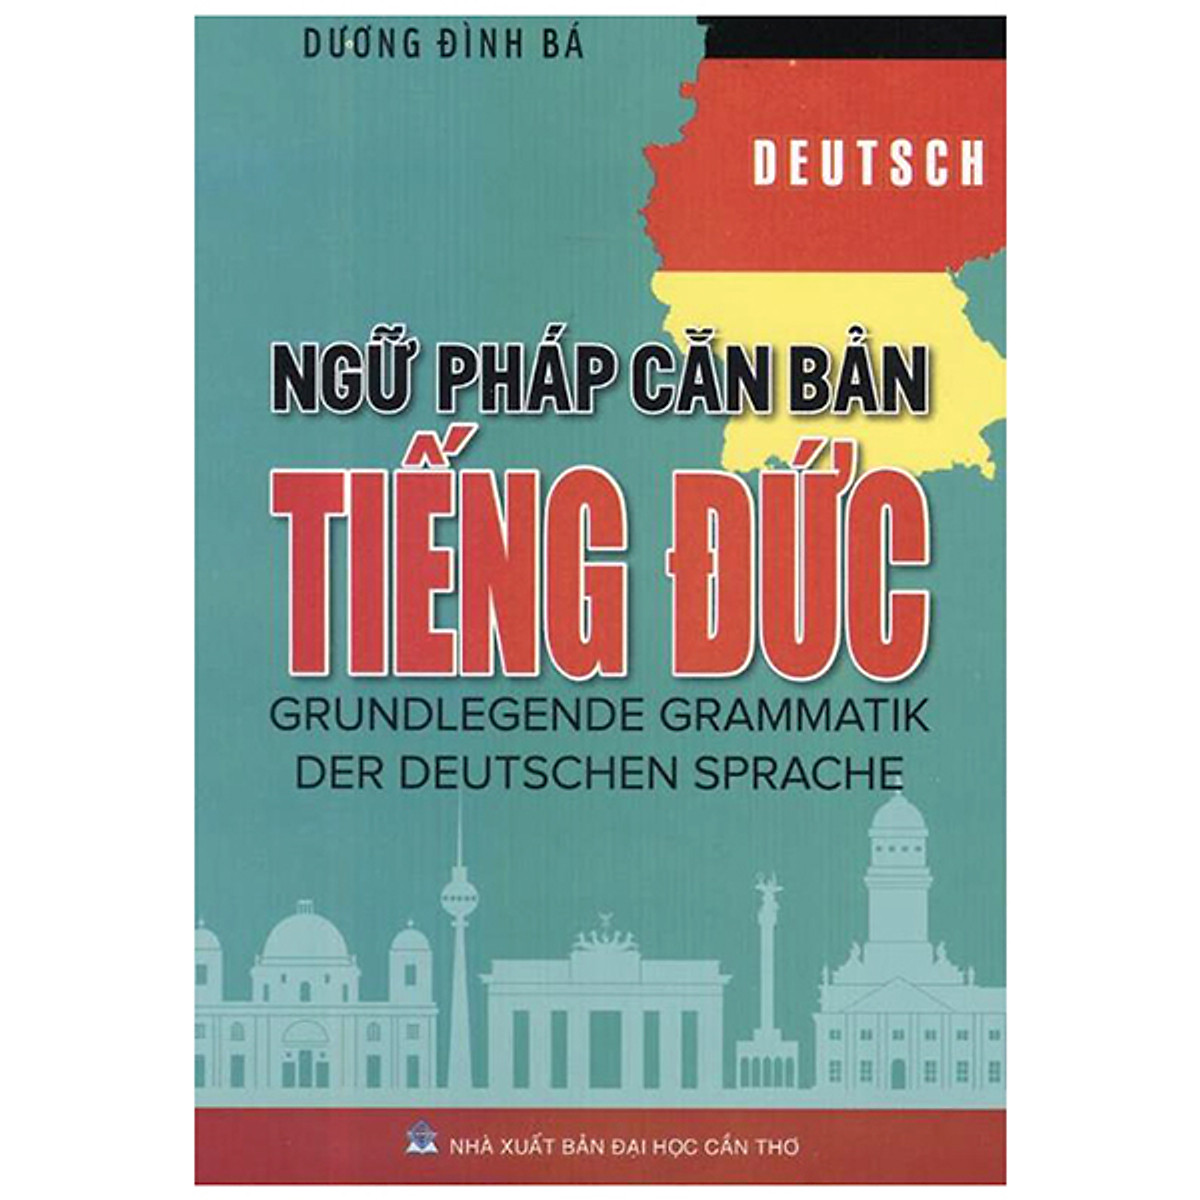 DƯƠNG ĐÌNH BÁ
DEUTSCH
NGỮ PHÁP CĂN BẢN
TIẾNG ĐỨC
GRUNDLEGENDE GRAMMATIK
DER DEUTSCHEN SPRACHE
NHÀ XUẤT BẢN ĐẠI HỌC CẦN THƠ